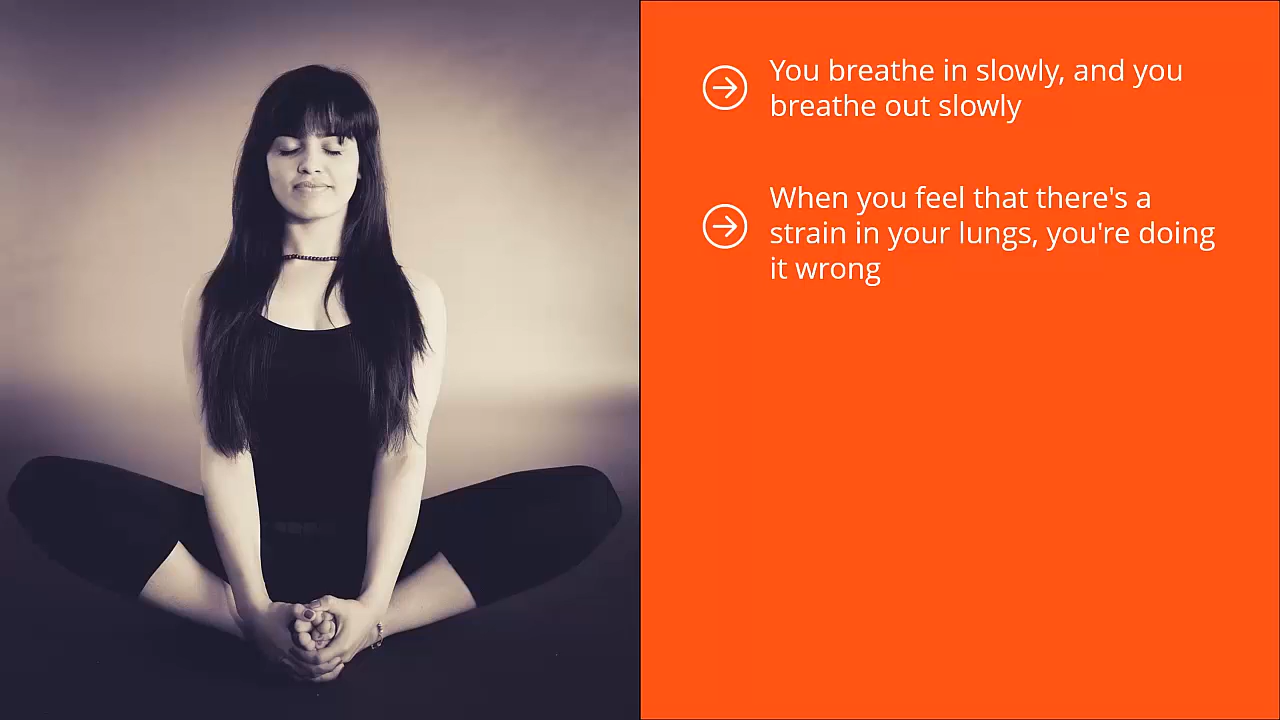 You breathe in slowly, and you
breathe out slowly
When you feel that there's a
strain in your lungs, you're doing
it wrong